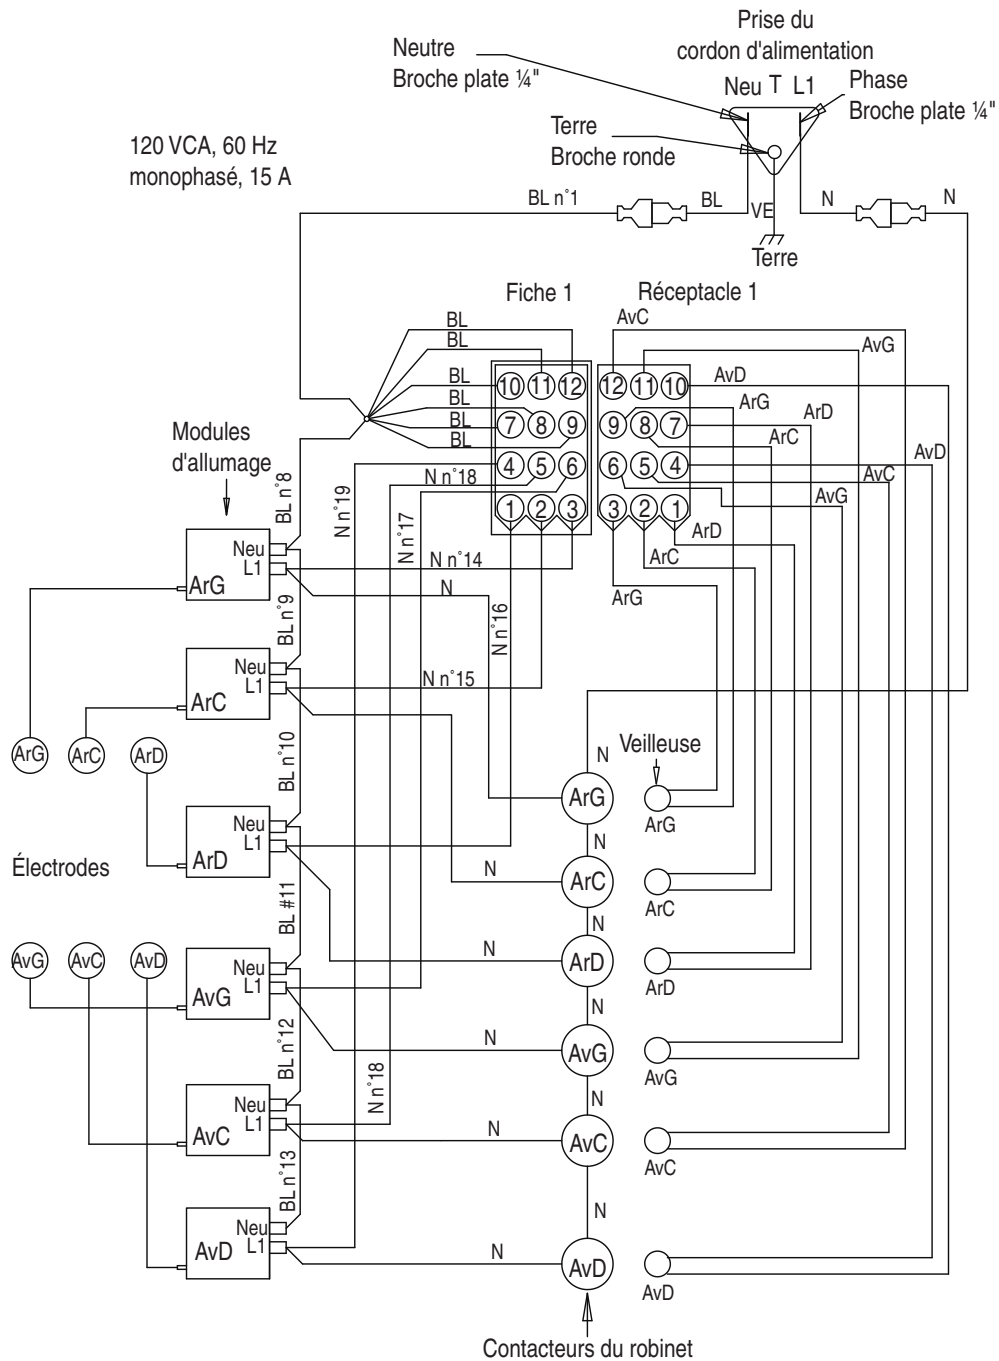 Prise du
cordon d'alimentation
Neutre
Broche plate ¼"
Neu T L1
Phase
Broche plate ¼"
Terre
Broche ronde
120 VCA, 60 Hz
monophasé, 15 A
BL n°1
BL
VE
N
N
Terre
Fiche 1
Réceptacle 1
BL
BL
BL
BL
BL
BL
10 11 12
7 8 9
4 5 6
1 2 3
12 11 10
9 8 7
6 5 4
3 2 1
AvC
AvG
AvD
ArG
ArD
ArC
AvD
AvC
AvG
ArD
ArC
ArG
Modules
d'allumage
BL n°8
N n°19
N n°18
N n°17
N n°14
N
N n°16
BL n°9
N n°15
BL n°10
BL #11
BL n°12
N n°18
BL n°13
Neu
L1
ArG
Neu
L1
ArC
Neu
L1
ArD
Neu
L1
AvG
Neu
L1
AvC
Neu
L1
AvD
ArG
ArC
ArD
Électrodes
AvG
AvC
AvD
N
Veilleuse
ArG
ArG
N
N
ArC
ArC
N
N
ArD
ArD
N
N
AvG
AvG
N
N
AvC
AvC
N
N
AvD
AvD
Contacteurs du robinet